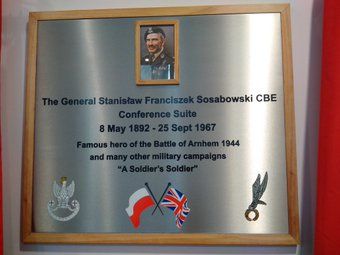 The General Stanisław Franciszek Sosabowski CBE
Conference Suite
8 May 1892 - 25 Sept 1967
Famous hero of the Battle of Arnhem 1944
and many other military campaigns
“A Soldier’s Soldier”